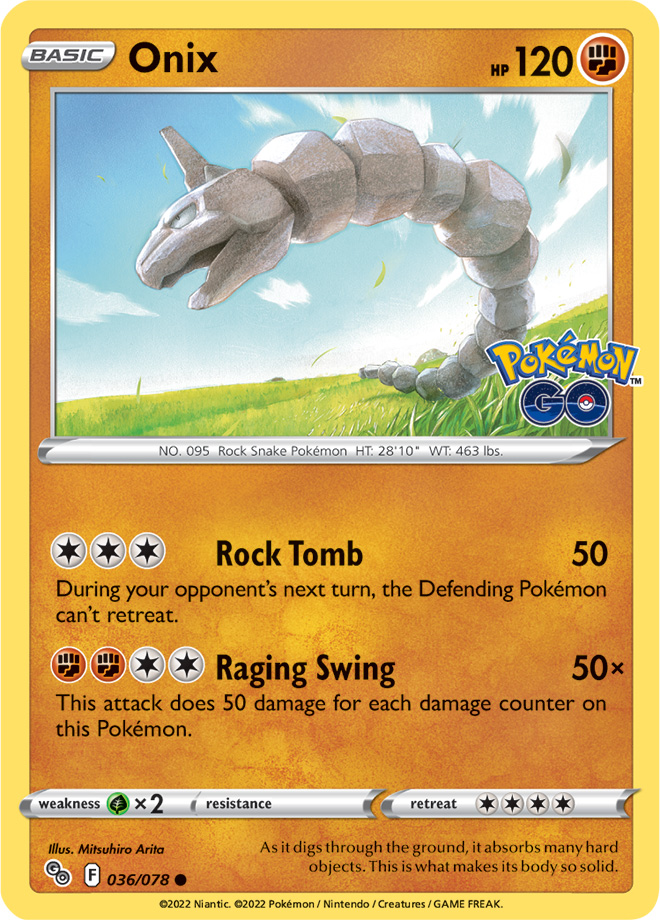 BASIC Onix HP 120
POKÉMON TM
GO
NO. 095 Rock Snake Pokémon HT: 28'10" WT: 463 lbs.
Rock Tomb 50
During your opponent's next turn, the Defending Pokémon
can't retreat.
Raging Swing 50×
This attack does 50 damage for each damage counter on
this Pokémon.
weakness ×2 resistance retreat
Illus. Mitsuhiro Arita
As it digs through the ground, it absorbs many hard
objects. This is what makes its body so solid.
GO F 036/078
©2022 Niantic. ©2022 Pokémon / Nintendo / Creatures / GAME FREAK.